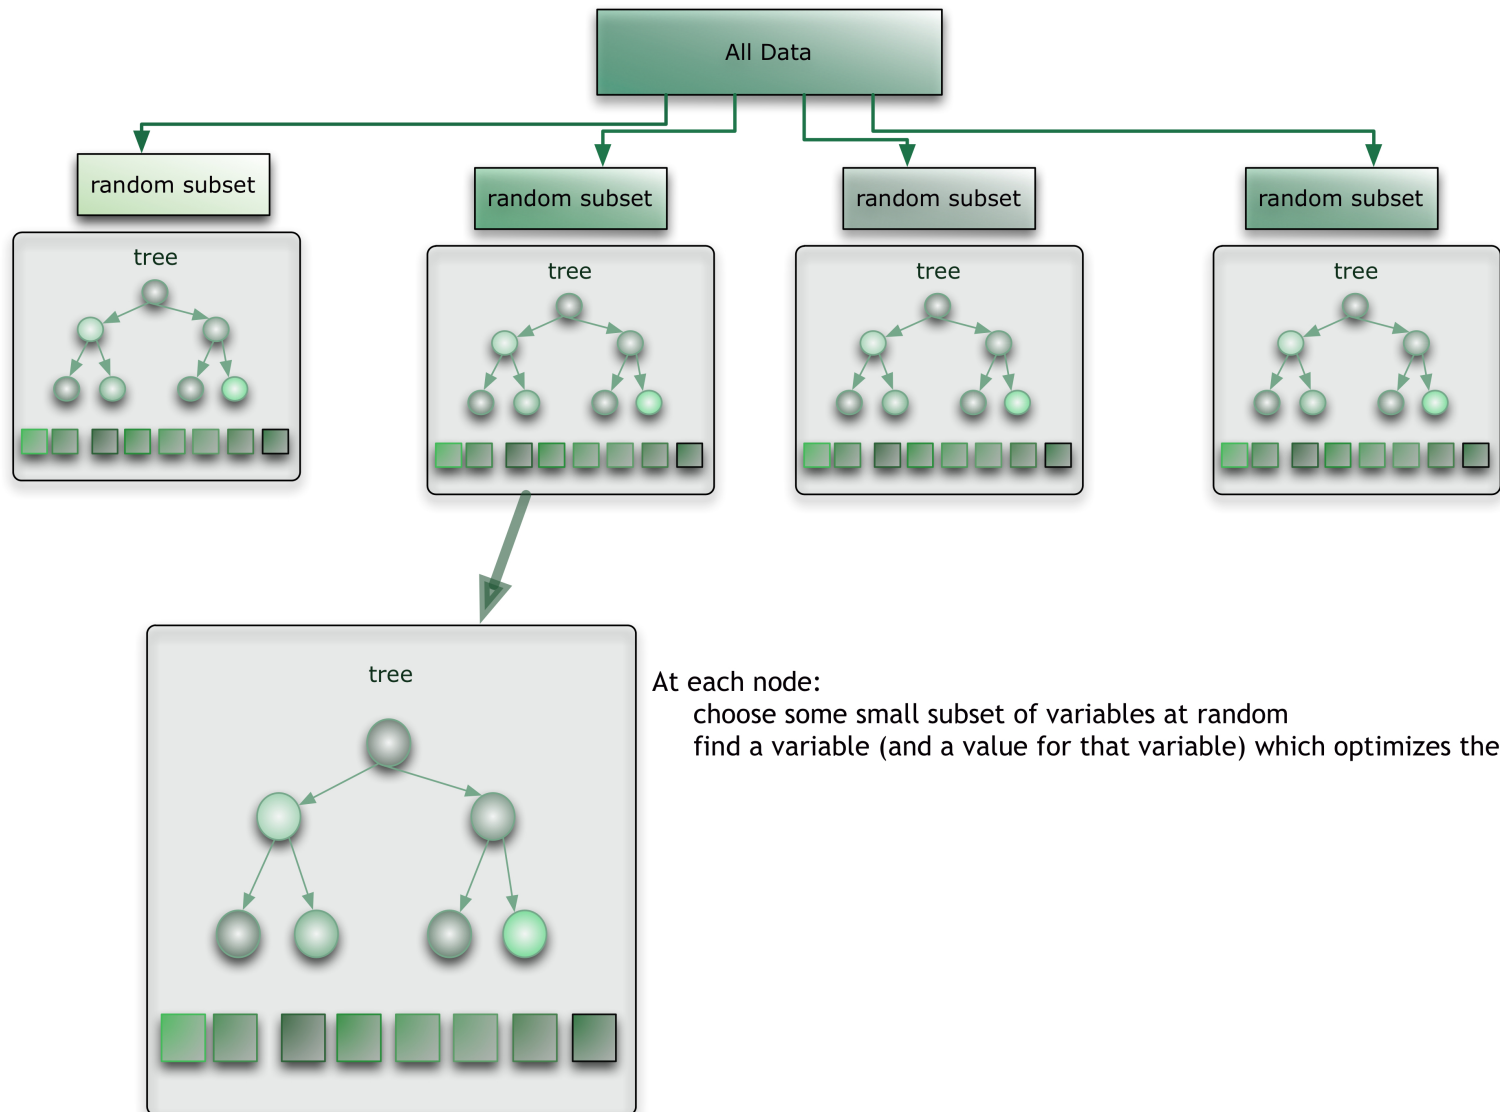 All Data
random subset
random subset
random subset
random subset
tree
tree
tree
tree
tree
At each node:
choose some small subset of variables at random
find a variable (and a value for that variable) which optimizes the